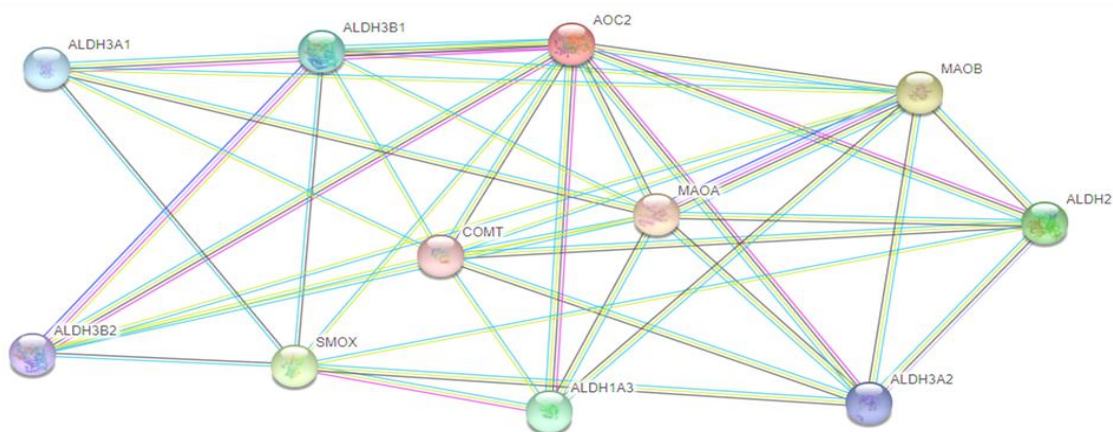 ALDH3A1
ALDH3B1
AOC2
MAOB
MAOA
ALDH2
COMT
ALDH3B2
SMOX
ALDH1A3
ALDH3A2